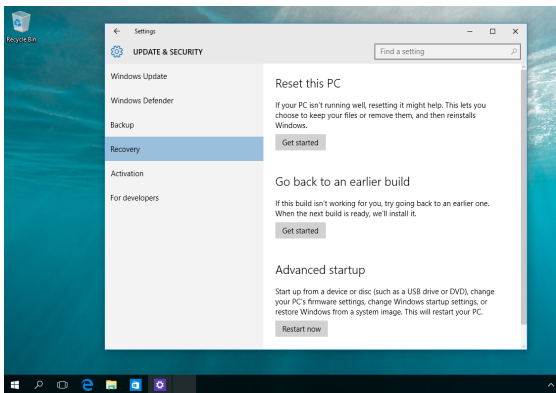 Recycle Bin
Settings
UPDATE & SECURITY
Find a setting
Windows Update
Windows Defender
Backup
Recovery
Activation
For developers
Reset this PC
If your PC isn't running well, resetting it might help. This lets you
choose to keep your files or remove them, and then reinstalls
Windows.
Get started
Go back to an earlier build
If this build isn't working for you, try going back to an earlier one.
When the next build is ready, we'll install it.
Get started
Advanced startup
Start up from a device or disc (such as a USB drive or DVD), change
your PC's firmware settings, change Windows startup settings, or
restore Windows from a system image. This will restart your PC.
Restart now